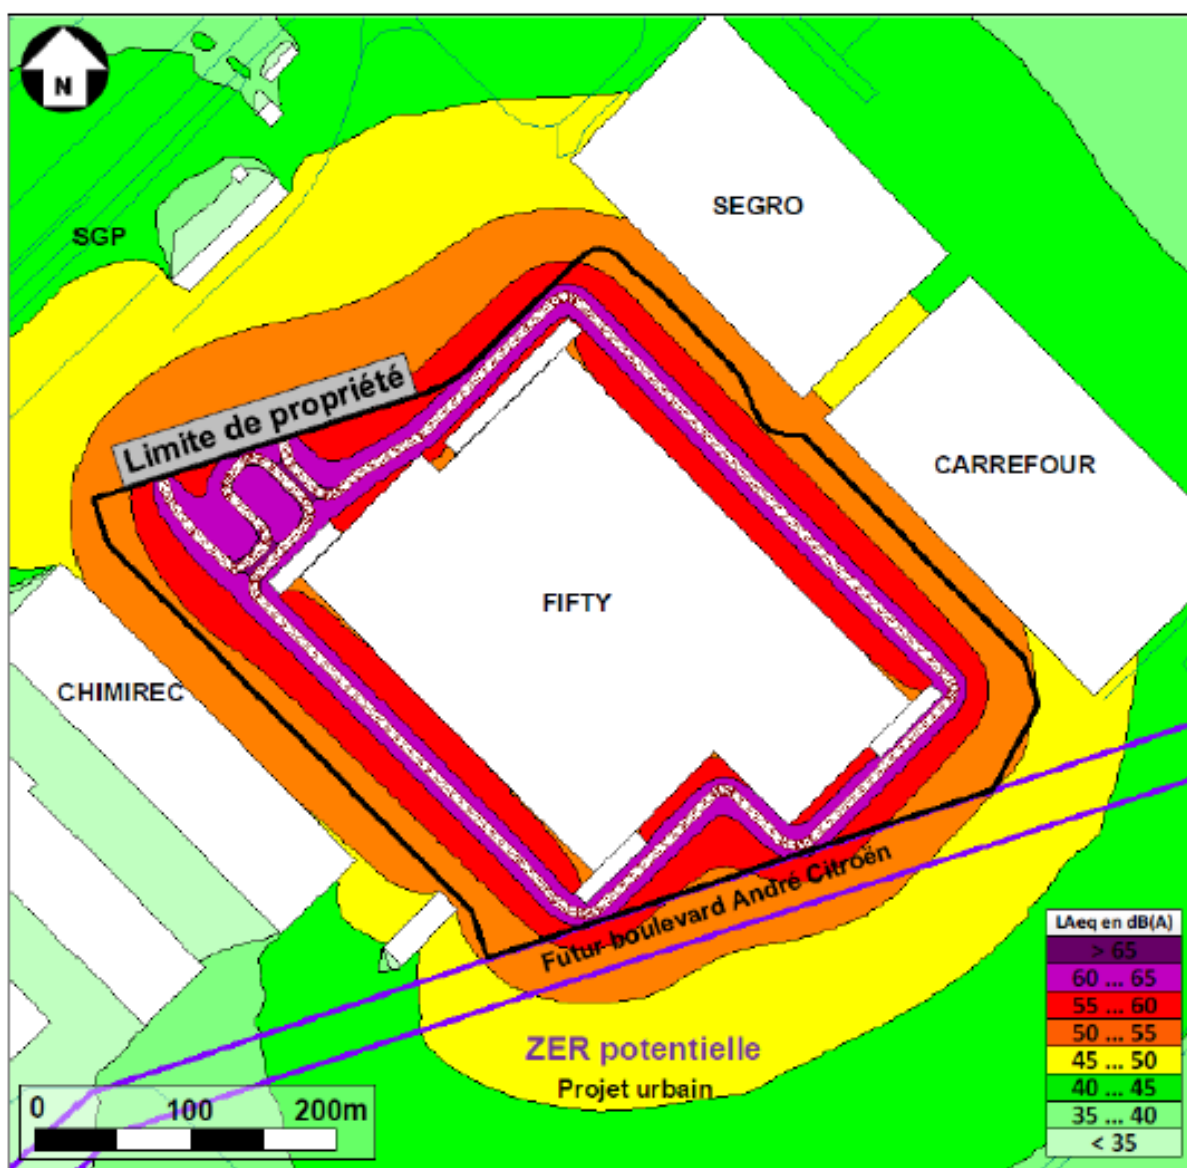 N
SGP
SEGRO
Limite de propriété
CARREFOUR
FIFTY
CHIMIREC
Futur boulevard André Citroën
ZER potentielle
Projet urbain
0 100 200m
LAeq en dB(A)
> 65
60 ... 65
55 ... 60
50 ... 55
45 ... 50
40 ... 45
35 ... 40
< 35